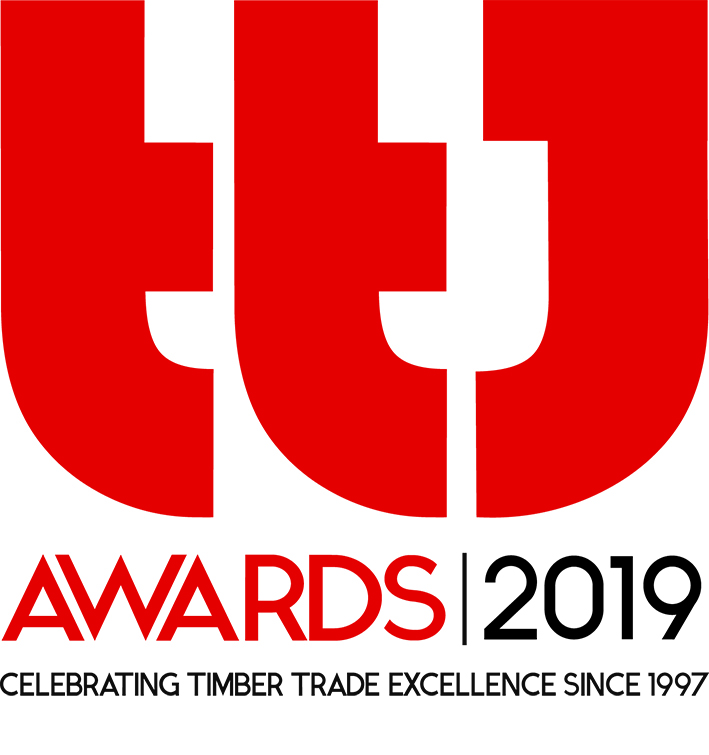 ttJ
AWARDS | 2019
CELEBRATING TIMBER TRADE EXCELLENCE SINCE 1997